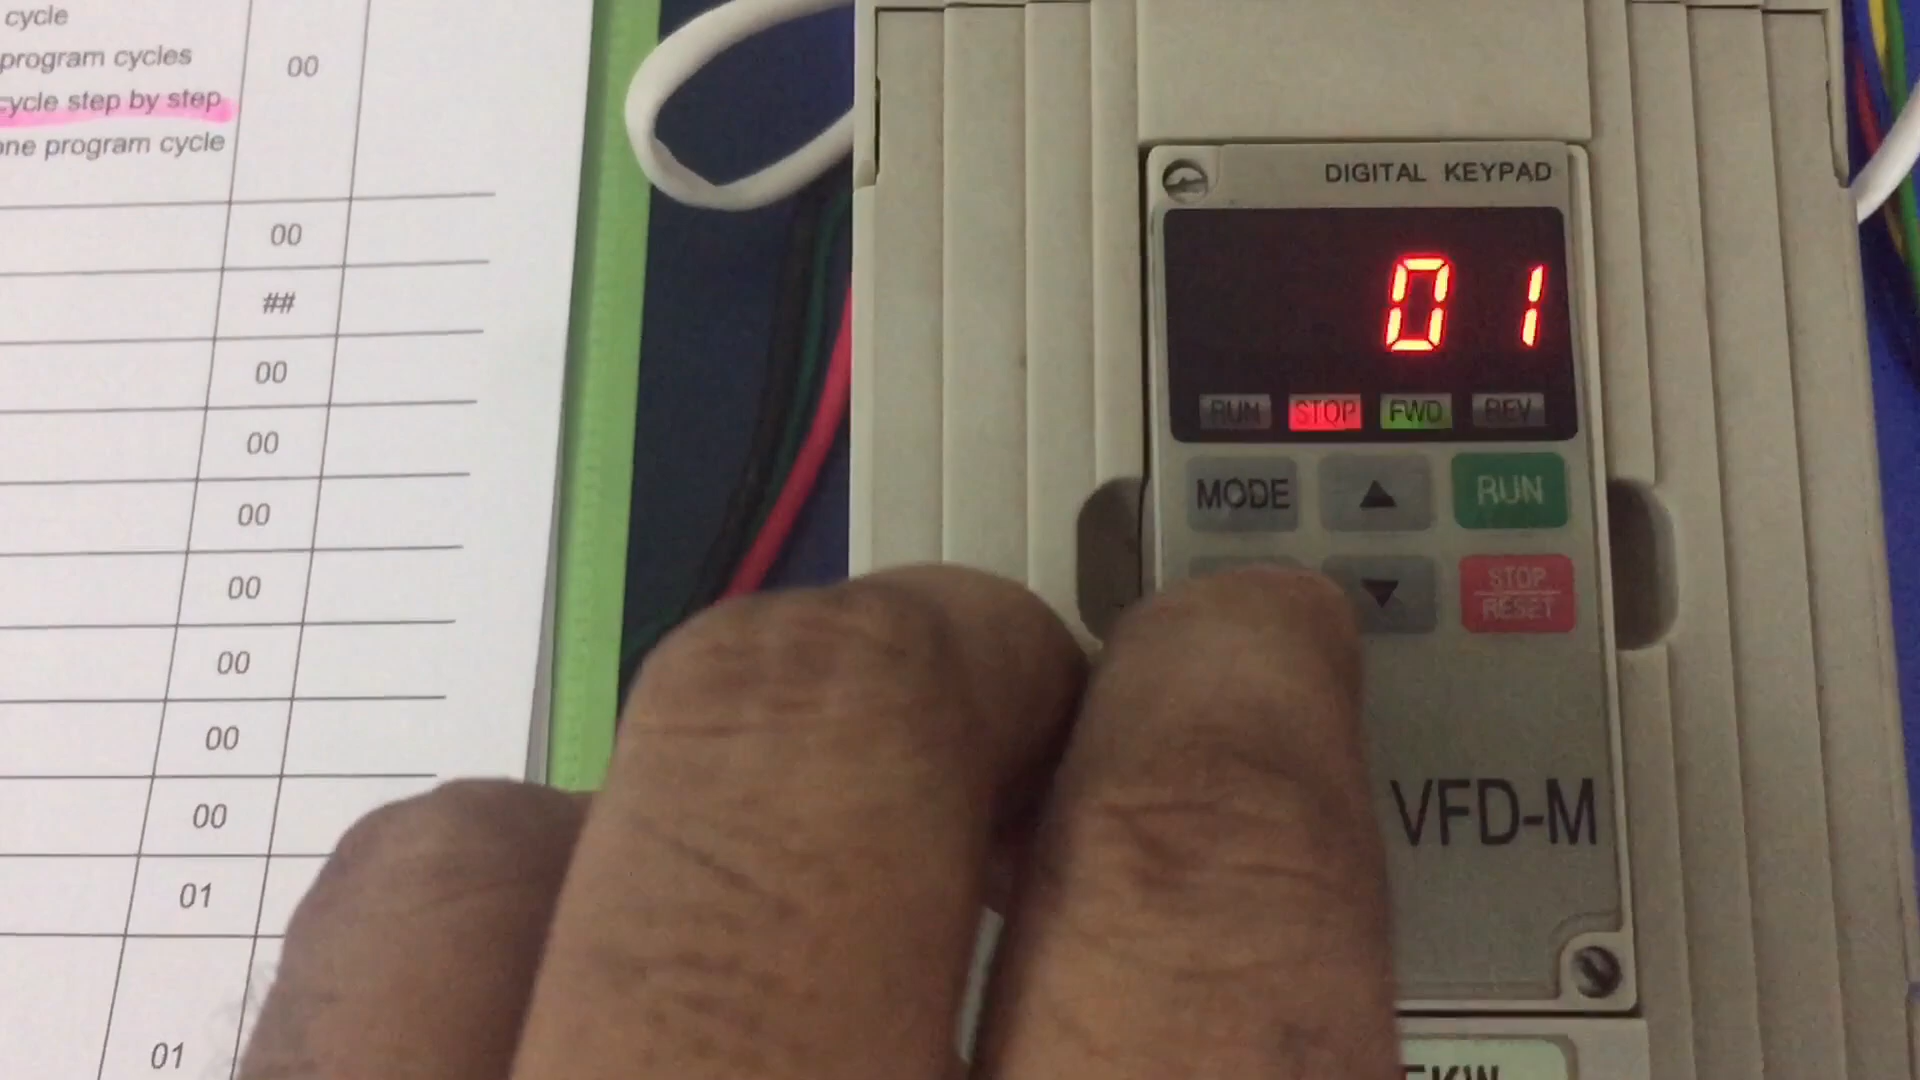 cycle
program cycles
00
cycle step by step
one program cycle
00
##
00
00
00
00
00
00
00
01
01
DIGITAL KEYPAD
01
RUN STOP FWD REV
MODE
RUN
STOP
RESET
VFD-M